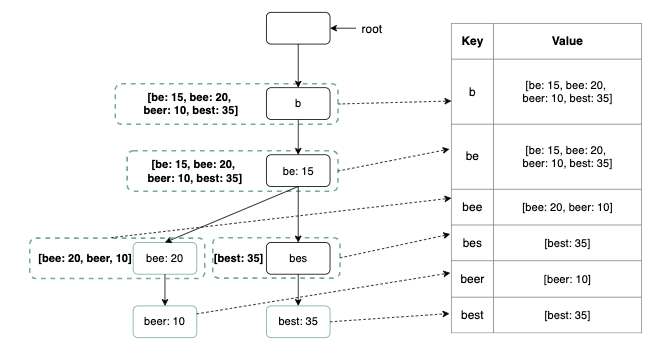 root
Key Value
[be: 15, bee: 20,
beer: 10, best: 35]
b
b
[be: 15, bee: 20,
beer: 10, best: 35]
[be: 15, bee: 20,
beer: 10, best: 35]
be: 15
be
[be: 15, bee: 20,
beer: 10, best: 35]
bee
[bee: 20, beer: 10]
[bee: 20, beer, 10]
bee: 20
[best: 35]
bes
bes
[best: 35]
beer
[beer: 10]
beer: 10
best: 35
best
[best: 35]